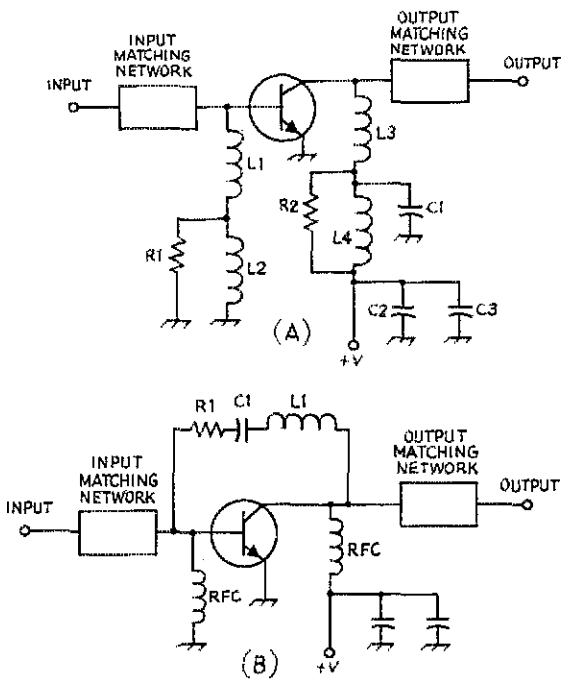 INPUT
MATCHING
NETWORK
OUTPUT
MATCHING
NETWORK
INPUT
OUTPUT
L1
L3
R2
C1
R1
L4
L2
C2
C3
(A)
+V
R1
C1
L1
INPUT
MATCHING
NETWORK
OUTPUT
MATCHING
NETWORK
INPUT
OUTPUT
RFC
RFC
(B)
+V